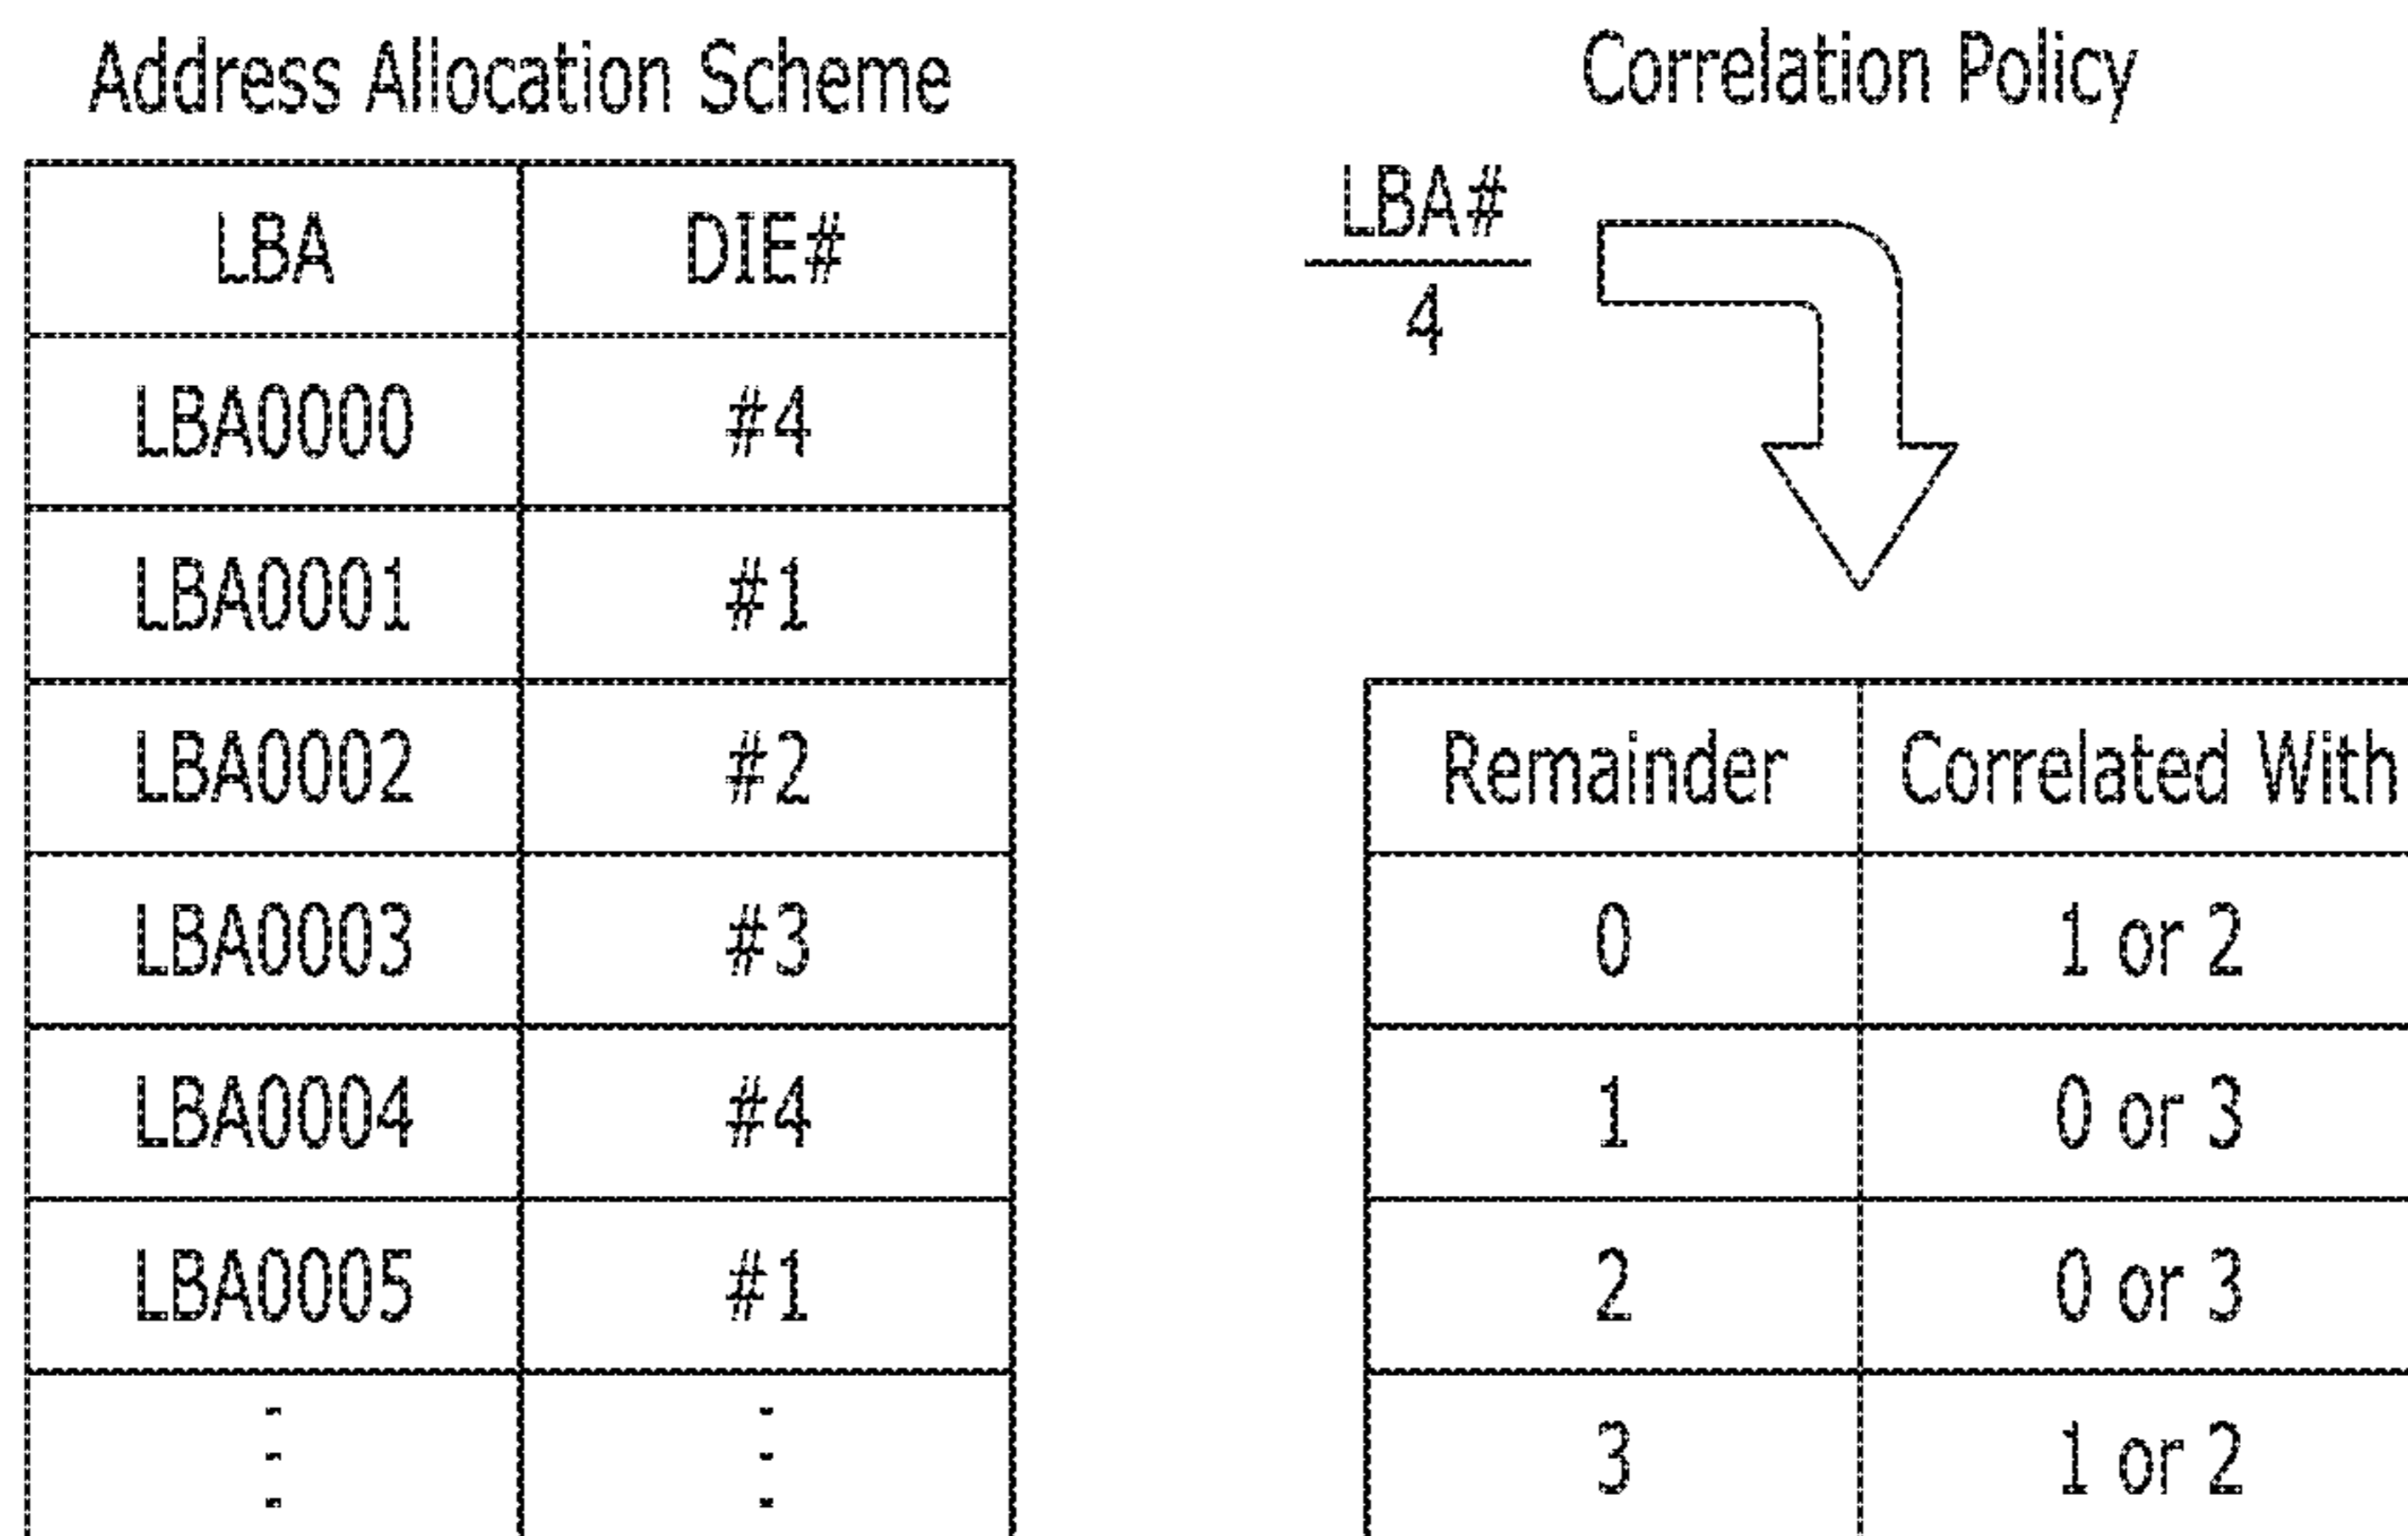 Address Allocation Scheme
LBA DIE#
LBA0000 #4
LBA0001 #1
LBA0002 #2
LBA0003 #3
LBA0004 #4
LBA0005 #1
Correlation Policy
LBA#
4
Remainder Correlated With
0 1 or 2
1 0 or 3
2 0 or 3
3 1 or 2